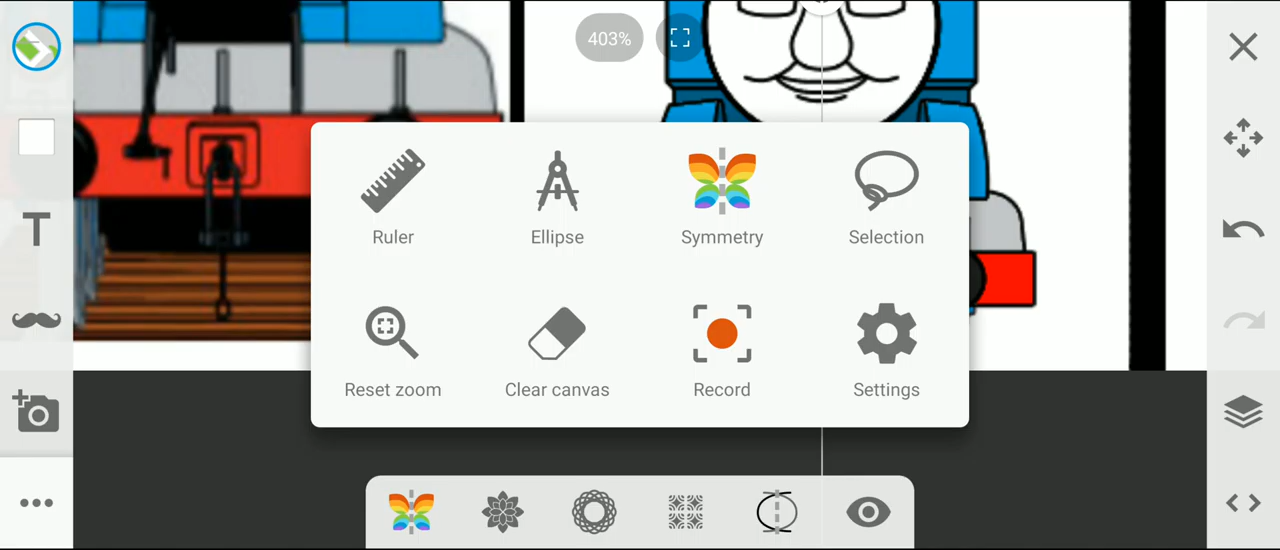 403%
T
Ruler
Ellipse
Symmetry
Selection
Reset zoom
Clear canvas
Record
Settings